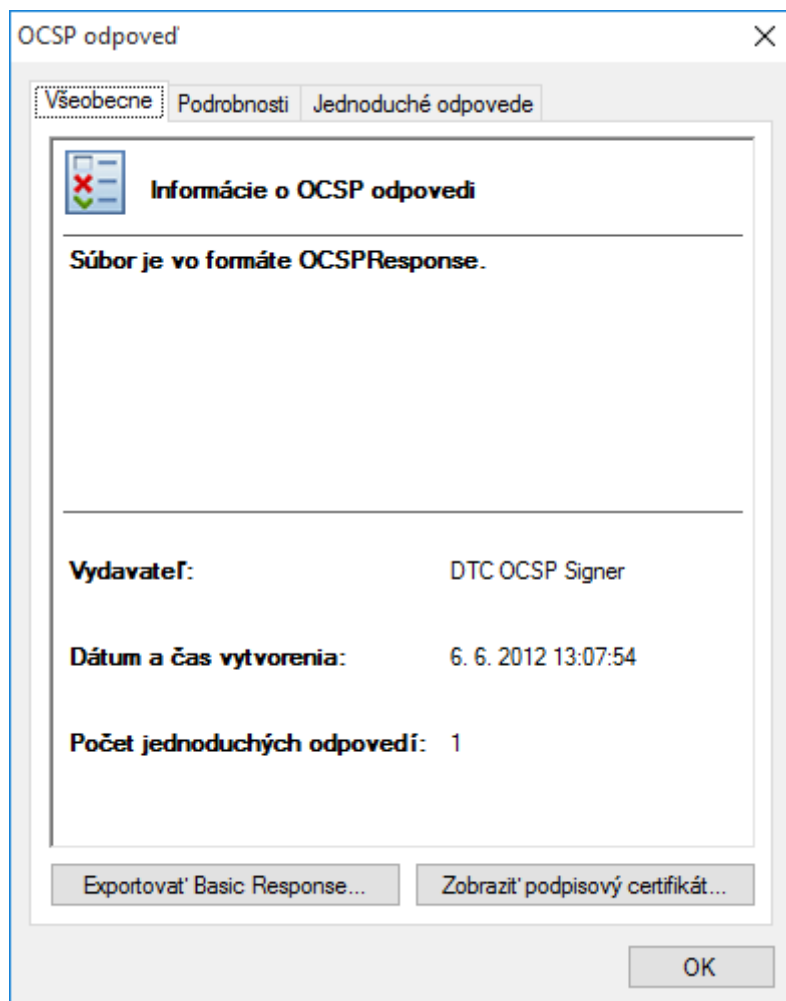 OCSP odpoveď
Všeobecne Podrobnosti Jednoduché odpovede
Informácie o OCSP odpovedi
Súbor je vo formáte OCSPResponse.
Vydavateľ: DTC OCSP Signer
Dátum a čas vytvorenia: 6. 6. 2012 13:07:54
Počet jednoduchých odpovedí: 1
Exportovať Basic Response... Zobraziť podpisový certifikát...
OK